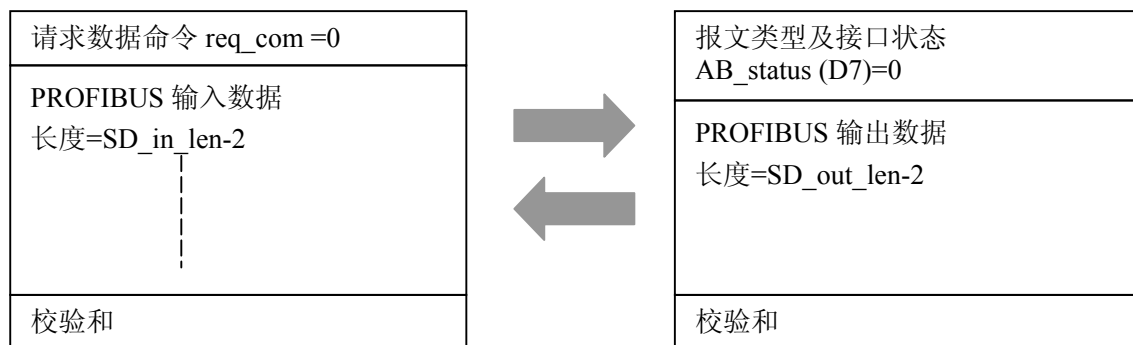 请求数据命令 req_com =0
PROFIBUS 输入数据
长度=SD_in_len-2
校验和
报文类型及接口状态
AB_status (D7)=0
PROFIBUS 输出数据
长度=SD_out_len-2
校验和